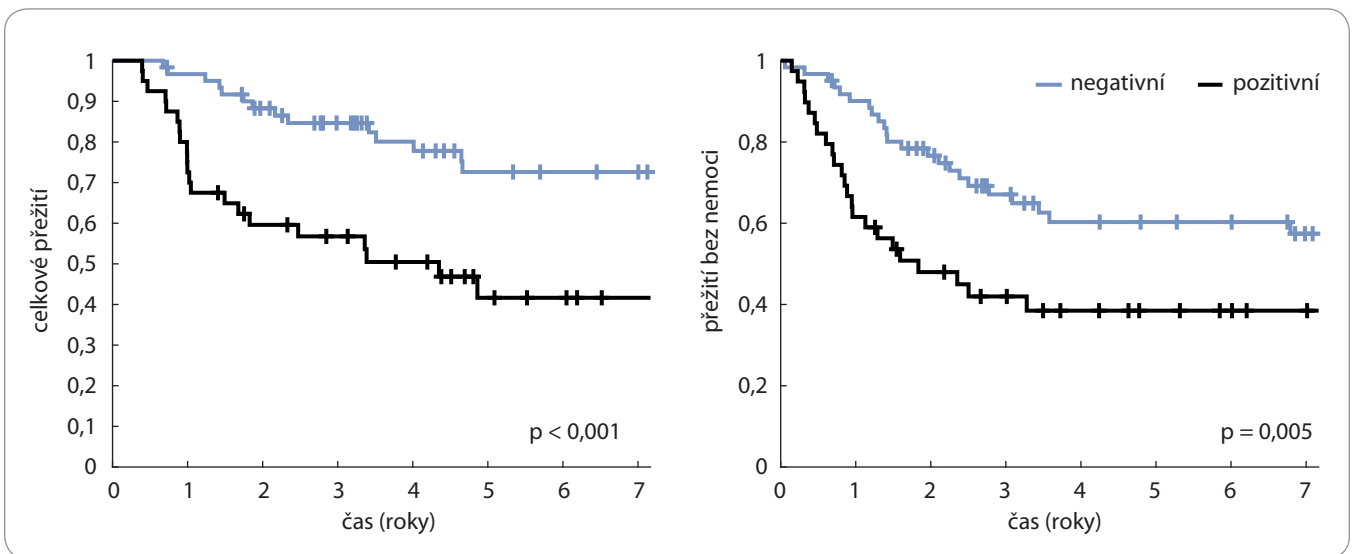 celkové přežití
1
0,9
0,8
0,7
0,6
0,5
0,4
0,3
0,2
0,1
0
p < 0,001
0 1 2 3 4 5 6 7
čas (roky)
přežití bez nemoci
1
0,8
0,6
0,4
0,2
0
negativní pozitivní
p = 0,005
0 1 2 3 4 5 6 7
čas (roky)